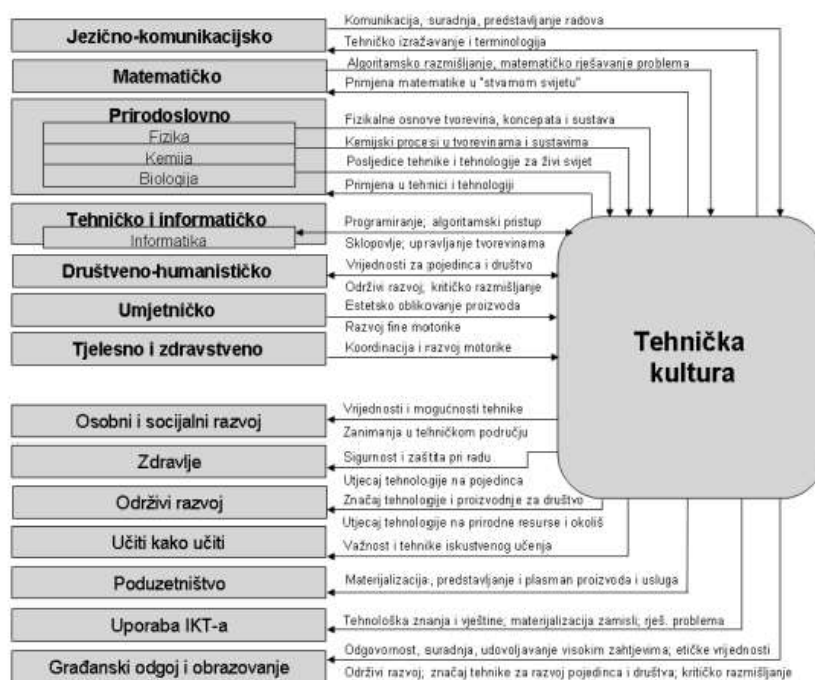 Komunikacija, suradnja, predstavljanje radova
Jezično-komunikacijsko
Tehničko izražavanje i terminologija
Algoritamsko razmišljanje, matematičko rješavanje problema
Matematičko
Primjena matematike u "stvarnom svijetu"
Prirodoslovno
Fizikalne osnove tvorevina, koncepata i sustava
Fizika
Kemijski procesi u tvorevinama i sustavima
Kemija
Posljedice tehnike i tehnologije za živi svijet
Biologija
Primjena u tehnici i tehnologiji
Tehničko i informatičko
Programiranje; algoritamski pristup
Informatika
Sklopovlje; upravljanje tvorevinama
Društveno-humanističko
Vrijednosti za pojedinca i društvo
Održivi razvoj; kritičko razmišljanje
Umjetničko
Estetsko oblikovanje proizvoda
Razvoj fine motorike
Tjelesno i zdravstveno
Koordinacija i razvoj motorike
Tehnička
kultura
Vrijednosti i mogućnosti tehnike
Osobni i socijalni razvoj
Zanimanja u tehničkom području
Zdravlje
Sigurnost i zaštita pri radu
Utjecaj tehnologije na pojedinca
Održivi razvoj
Značaj tehnologije i proizvodnje za društvo
Utjecaj tehnologije na prirodne resurse i okoliš
Učiti kako učiti
Važnost i tehnike iskustvenog učenja
Poduzetništvo
Materijalizacija, predstavljanje i plasman proizvoda i usluga
Uporaba IKT-a
Tehnološka znanja i vještine; materijalizacija zamisli; rješ. problema
Odgovornost, suradnja, udovoljavanje visokim zahtjevima; etičke vrijednosti
Građanski odgoj i obrazovanje
Održivi razvoj; značaj tehnike za razvoj pojedinca i društva; kritičko razmišljanje